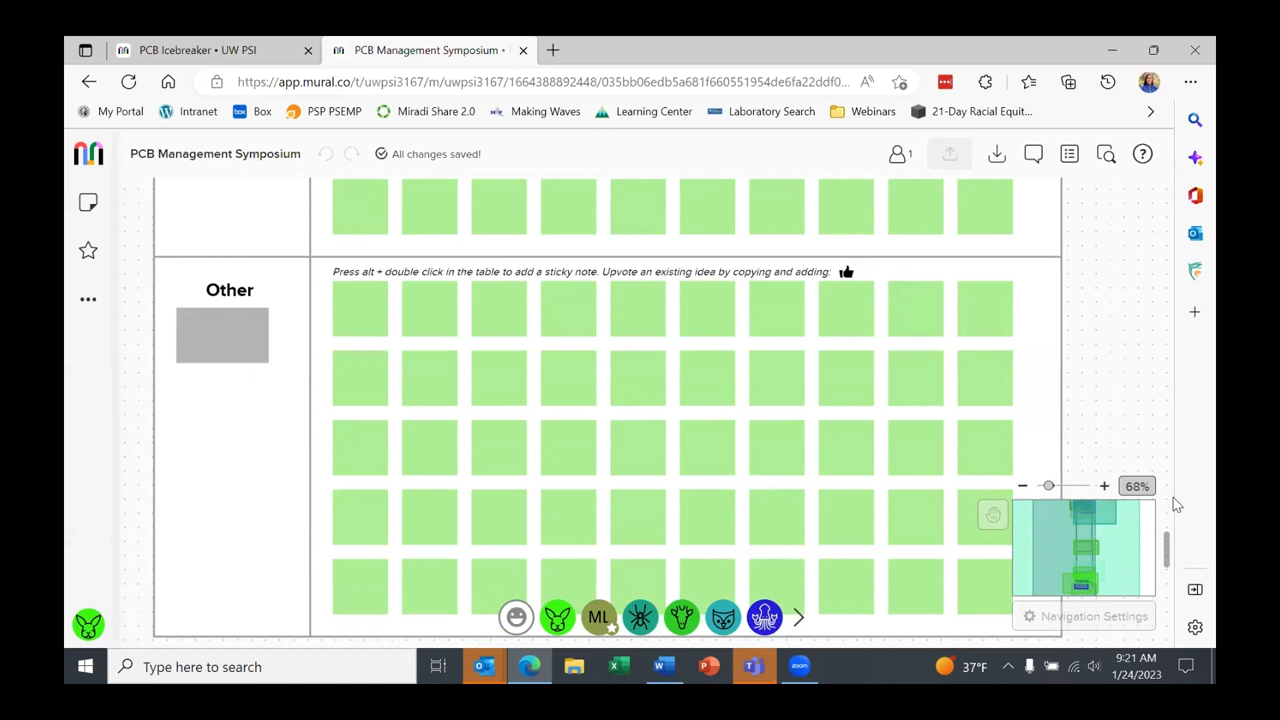 PCB Icebreaker • UW PSI
PCB Management Symposium •
https://app.mural.co/t/uwpsi3167/m/uwpsi3167/1664388892448/035bb06edb5a681f660551954de6fa22ddf0...
My Portal
Intranet
box Box
PSP PSEMP
Miradi Share 2.0
Making Waves
Learning Center
Laboratory Search
Webinars
21-Day Racial Equit...
PCB Management Symposium
All changes saved!
1
Press alt + double click in the table to add a sticky note. Upvote an existing idea by copying and adding:
Other
68%
Navigation Settings
ML
Type here to search
zoom
37°F
9:21 AM
1/24/2023